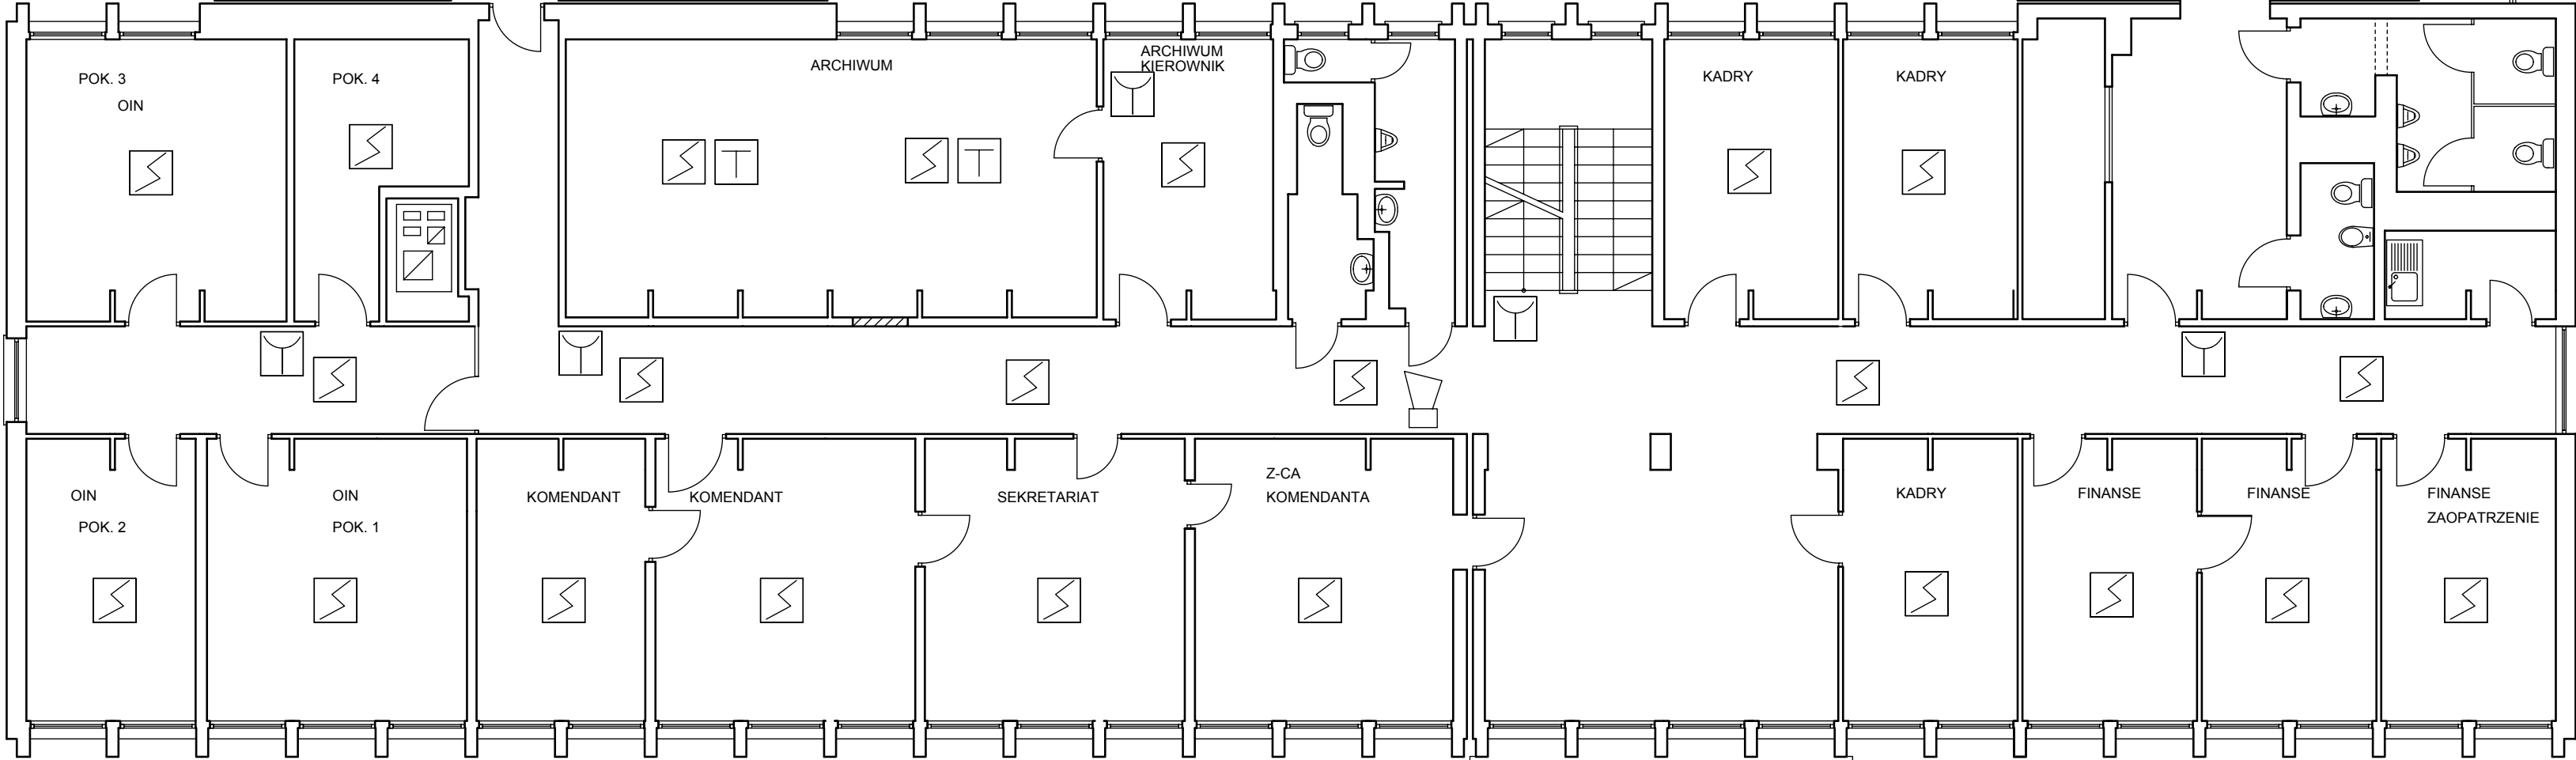 POK. 3
OIN
POK. 4
ARCHIWUM
ARCHIWUM
KIEROWNIK
KADRY
KADRY
OIN
POK. 2
OIN
POK. 1
KOMENDANT
KOMENDANT
SEKRETARIAT
Z-CA
KOMENDANTA
KADRY
FINANSE
FINANSE
FINANSE
ZAOPATRZENIE